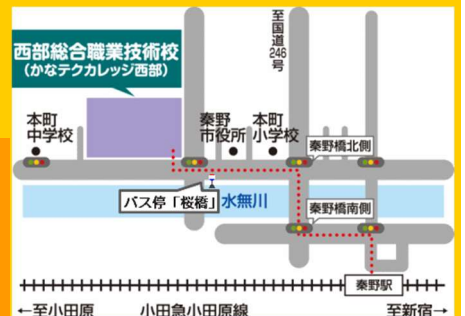 西部総合職業技術校
(かなテクカレッジ西部)
至国道
246
号
本町
中学校
秦野
市役所
本町
小学校
秦野橋北側
バス停「桜橋」
水無川
秦野橋南側
秦野駅
←至小田原
小田急小田原線
至新宿→